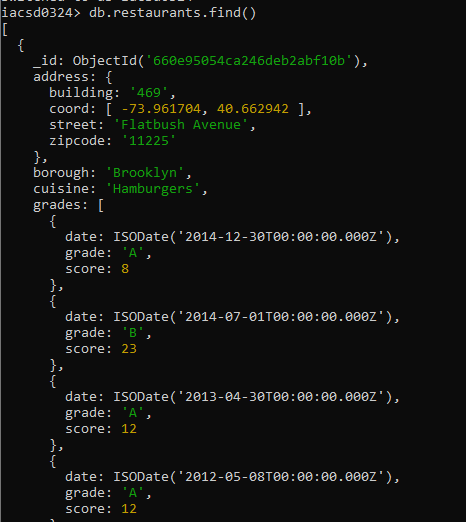 iacsd0324> db.restaurants.find()
[
  {
    _id: ObjectId('660e95054ca246deb2abf10b'),
    address: {
      building: '469',
      coord: [ -73.961704, 40.662942 ],
      street: 'Flatbush Avenue',
      zipcode: '11225'
    },
    borough: 'Brooklyn',
    cuisine: 'Hamburgers',
    grades: [
      {
        date: ISODate('2014-12-30T00:00:00.000Z'),
        grade: 'A',
        score: 8
      },
      {
        date: ISODate('2014-07-01T00:00:00.000Z'),
        grade: 'B',
        score: 23
      },
      {
        date: ISODate('2013-04-30T00:00:00.000Z'),
        grade: 'A',
        score: 12
      },
      {
        date: ISODate('2012-05-08T00:00:00.000Z'),
        grade: 'A',
        score: 12